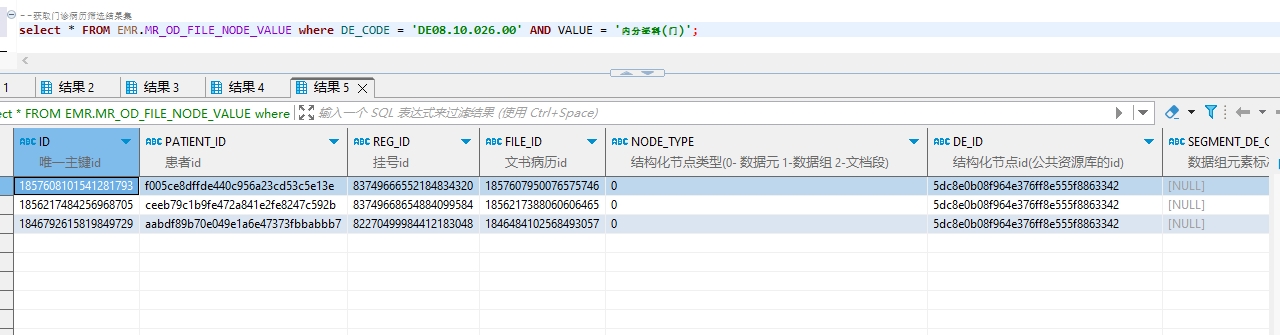 --获取门诊病历筛选结果集
select * FROM EMR.MR_OD_FILE_NODE_VALUE where DE_CODE = 'DE08.10.026.00' AND VALUE = '内分泌科(门)';
1 结果 2 结果 3 结果 4 结果 5
ect * FROM EMR.MR_OD_FILE_NODE_VALUE where 输入一个 SQL 表达式来过滤结果 (使用 Ctrl+Space)
ABC ID ABC PATIENT_ID ABC REG_ID ABC FILE_ID ABC NODE_TYPE ABC DE_ID ABC SEGMENT_DE_C
唯一主键id 患者id 挂号id 文书病历id 结构化节点类型(0- 数据元 1-数据组 2-文档段) 结构化节点id(公共资源库的id) 数据组元素标
1857608101541281793 f005ce8dffde440c956a23cd53c5e13e 83749666552184834320 1857607950076575746 0 5dc8e0b08f964e376ff8e555f8863342 [NULL]
1856217484256968705 ceeb79c1b9fe472a841e2fe8247c592b 83749668654884099584 1856217388060606465 0 5dc8e0b08f964e376ff8e555f8863342 [NULL]
1846792615819849729 aabdf89b70e049e1a6e47373fbbabbb7 82270499984412183048 1846484102568493057 0 5dc8e0b08f964e376ff8e555f8863342 [NULL]